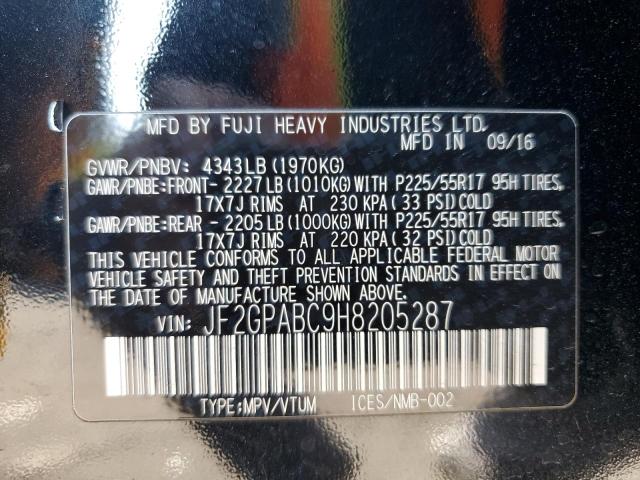 MFD BY FUJI HEAVY INDUSTRIES LTD.
MFD IN 09/16
GVWR/PNBV: 4343LB (1970KG)
GAWR/PNBE:FRONT- 2227LB(1010KG)WITH P225/55R17 95H TIRES,
17X7J RIMS AT 230 KPA (33 PSI)COLD
GAWR/PNBE:REAR - 2205LB(1000KG)WITH P225/55R17 95H TIRES,
17X7J RIMS AT 220 KPA (32 PSI)COLD
THIS VEHICLE CONFORMS TO ALL APPLICABLE FEDERAL MOTOR
VEHICLE SAFETY AND THEFT PREVENTION STANDARDS IN EFFECT ON
THE DATE OF MANUFACTURE SHOWN ABOVE.
VIN: JF2GPABC9H8205287
TYPE:MPV/VTUM ICES/NMB-002